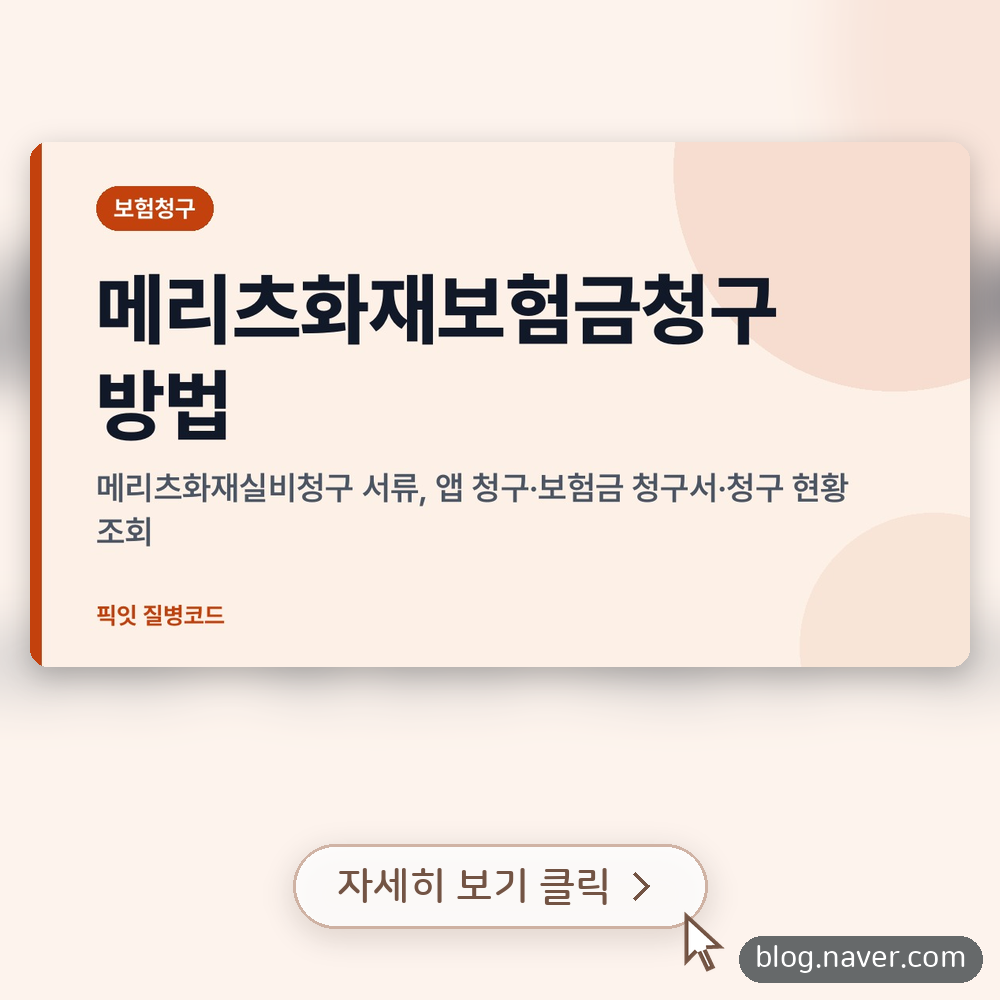 보험청구
메리츠화재보험금청구
방법
메리츠화재실비청구 서류, 앱 청구·보험금 청구서·청구 현황
조회
픽잇 질병코드
자세히 보기 클릭 >
blog.naver.com